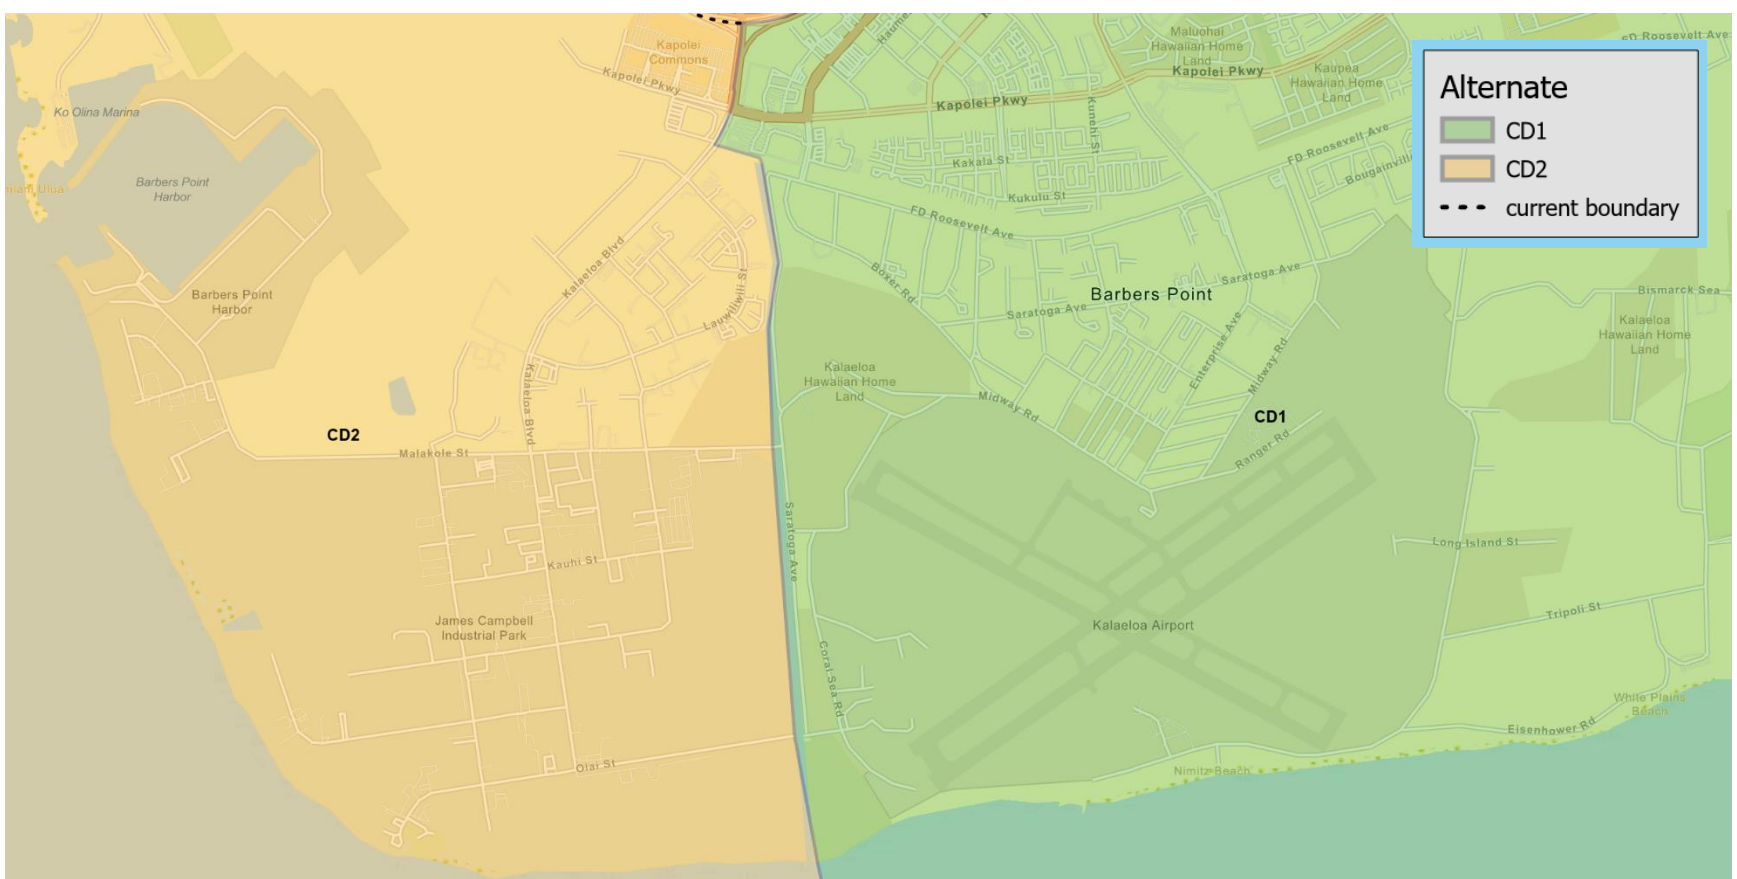 Kapolei
Commons
Kapolei Pkwy
Ko Olina Marina
Barbers Point
Harbor
Barbers Point
Harbor
CD2
Malakole St
Kalaeloa Blvd
Kalaeloa Blvd
Lauwiliwili St
Kauhi St
James Campbell
Industrial Park
Olai St
Maluohai
Hawaiian Home
Land
Kapolei Pkwy
Kapolei Pkwy
Kaupea
Hawaiian Home
Land
FD Roosevelt Ave
Kunehi St
Kakala St
Kukulu St
FD Roosevelt Ave
FD Roosevelt Ave
Boxer Rd
Saratoga Ave
Saratoga Ave
Barbers Point
Enterprise Ave
Midway Rd
Midway Rd
CD1
Ranger Rd
Kalaeloa
Hawaiian Home
Land
Saratoga Ave
Coral Sea Rd
Kalaeloa Airport
Bismarck Sea
Kalaeloa
Hawaiian Home
Land
Long Island St
Tripoli St
White Plains
Beach
Eisenhower Rd
Nimitz Beach
Alternate
CD1
CD2
current boundary